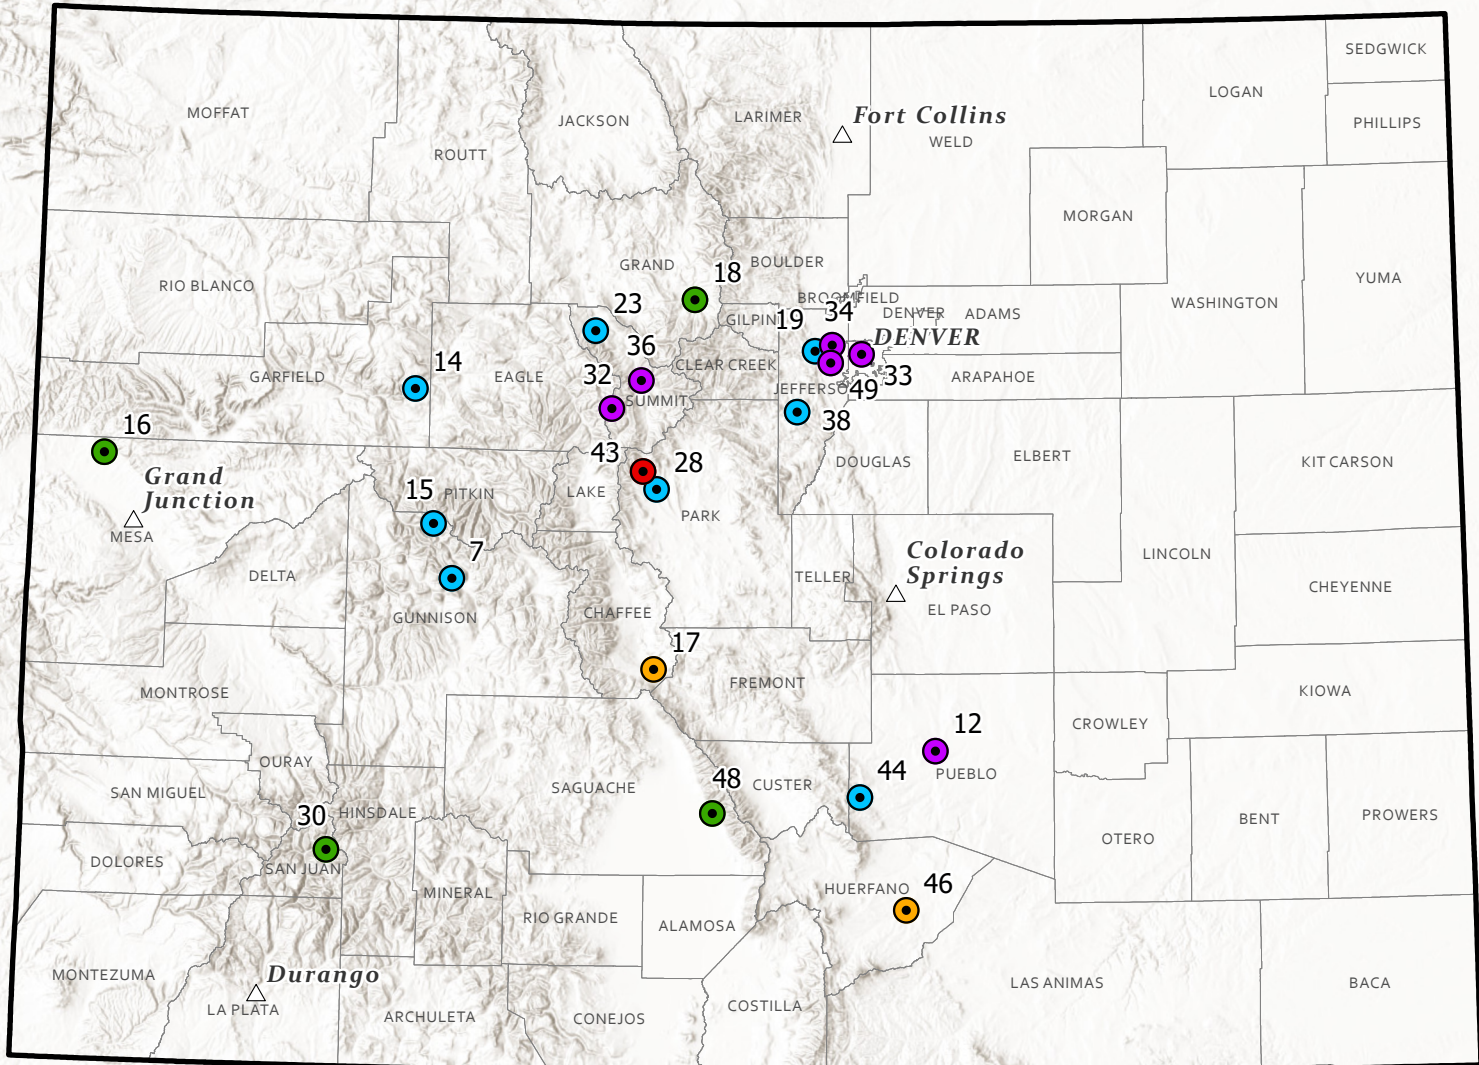 SEDGWICK
LOGAN
MOFFAT
JACKSON
LARIMER
Fort Collins
PHILLIPS
WELD
ROUTT
MORGAN
GRAND
18
BOULDER
YUMA
RIO BLANCO
23
BROOMFIELD
WASHINGTON
GILPIN
19
34
DENVER
ADAMS
DENVER
36
14
GARFIELD
EAGLE
32
CLEAR CREEK
33
ARAPAHOE
JEFFERSON
49
SUMMIT
16
38
43
28
Grand
Junction
DOUGLAS
ELBERT
KIT CARSON
15
PITKIN
LAKE
PARK
MESA
7
Colorado
Springs
LINCOLN
DELTA
TELLER
CHEYENNE
GUNNISON
CHAFFEE
EL PASO
17
MONTROSE
FREMONT
KIOWA
12
CROWLEY
OURAY
44
PUEBLO
SAN MIGUEL
SAGUACHE
48
CUSTER
30
HINSDALE
BENT
PROWERS
OTERO
DOLORES
SAN JUAN
MINERAL
HUERFANO
46
RIO GRANDE
ALAMOSA
MONTEZUMA
Durango
LAS ANIMAS
BACA
LA PLATA
ARCHULETA
CONEJOS
COSTILLA